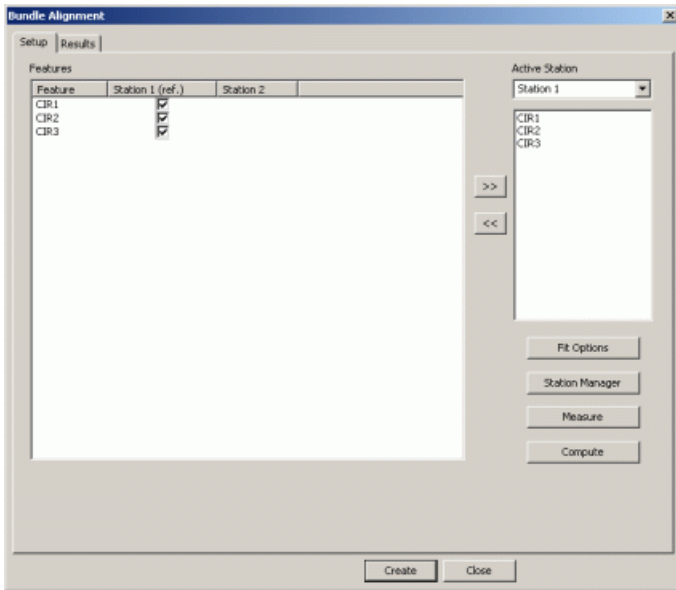 Bundle Alignment
Setup Results
Features
Feature Station 1 (ref.) Station 2
CIR1
CIR2
CIR3
Active Station
Station 1
CIR1
CIR2
CIR3
>>
<<
Fit Options
Station Manager
Measure
Compute
Create Close